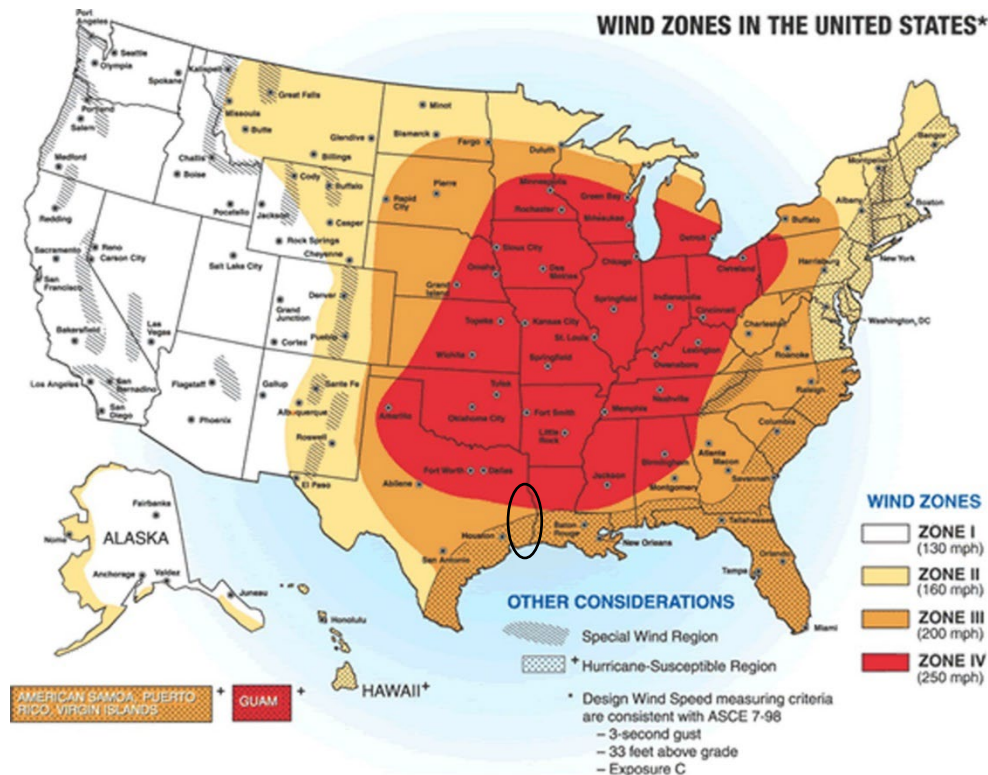 WIND ZONES IN THE UNITED STATES*
Port
Angeles
Seattle
Olympia
Spokane
Kalispell
Great Falls
Minot
Portland
Salem
Missoula
Butte
Glendive
Bismarck
Fargo
Duluth
Bangor
Montpelier
Medford
Challis
Boise
Billings
Cody
Buffalo
Rapid
City
Pierre
Minneapolis
Green Bay
Buffalo
Albany
Boston
Redding
Pocatello
Jackson
Casper
Rochester
Milwaukee
Detroit
Rock Springs
Cheyenne
Sioux City
Chicago
Cleveland
Harrisburg
New York
Sacramento
Reno
Carson City
San
Francisco
Salt Lake City
Omaha
Des
Moines
Grand
Island
Denver
Grand
Junction
Springfield
Indianapolis
Cincinnati
Washington, DC
Topeka
Kansas City
St. Louis
Charleston
Bakersfield
Las
Vegas
Pueblo
Cortez
Wichita
Springfield
Lexington
Owensboro
Roanoke
Raleigh
Los Angeles
San
Bernadino
San
Diego
Flagstaff
Gallup
Santa Fe
Albuquerque
Tulsa
Nashville
Phoenix
Amarillo
Oklahoma City
Fort Smith
Memphis
Little
Rock
Columbia
Roswell
Atlanta
Macon
Birmingham
Savannah
El Paso
Abilene
Fort Worth
Dallas
Jackson
Montgomery
Baton
Rouge
Tallahassee
Houston
New Orleans
San Antonio
Orlando
Tampa
Miami
Fairbanks
Nome
ALASKA
Anchorage
Valdez
Juneau
Honolulu
HAWAII+
AMERICAN SAMOA, PUERTO
RICO, VIRGIN ISLANDS
+
GUAM
+
OTHER CONSIDERATIONS
Special Wind Region
+ Hurricane-Susceptible Region
* Design Wind Speed measuring criteria
are consistent with ASCE 7-98
– 3-second gust
– 33 feet above grade
– Exposure C
WIND ZONES
ZONE I
(130 mph)
ZONE II
(160 mph)
ZONE III
(200 mph)
ZONE IV
(250 mph)